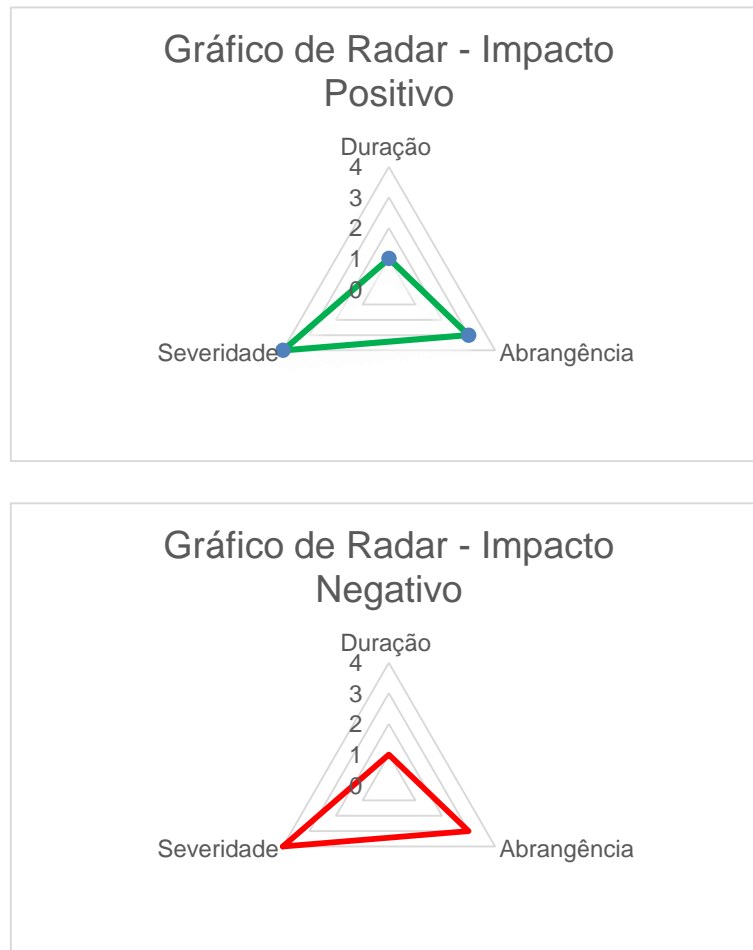 Gráfico de Radar - Impacto
Positivo
Duração
4
3
2
1
0
Severidade
Abrangência
Gráfico de Radar - Impacto
Negativo
Duração
4
3
2
1
0
Severidade
Abrangência